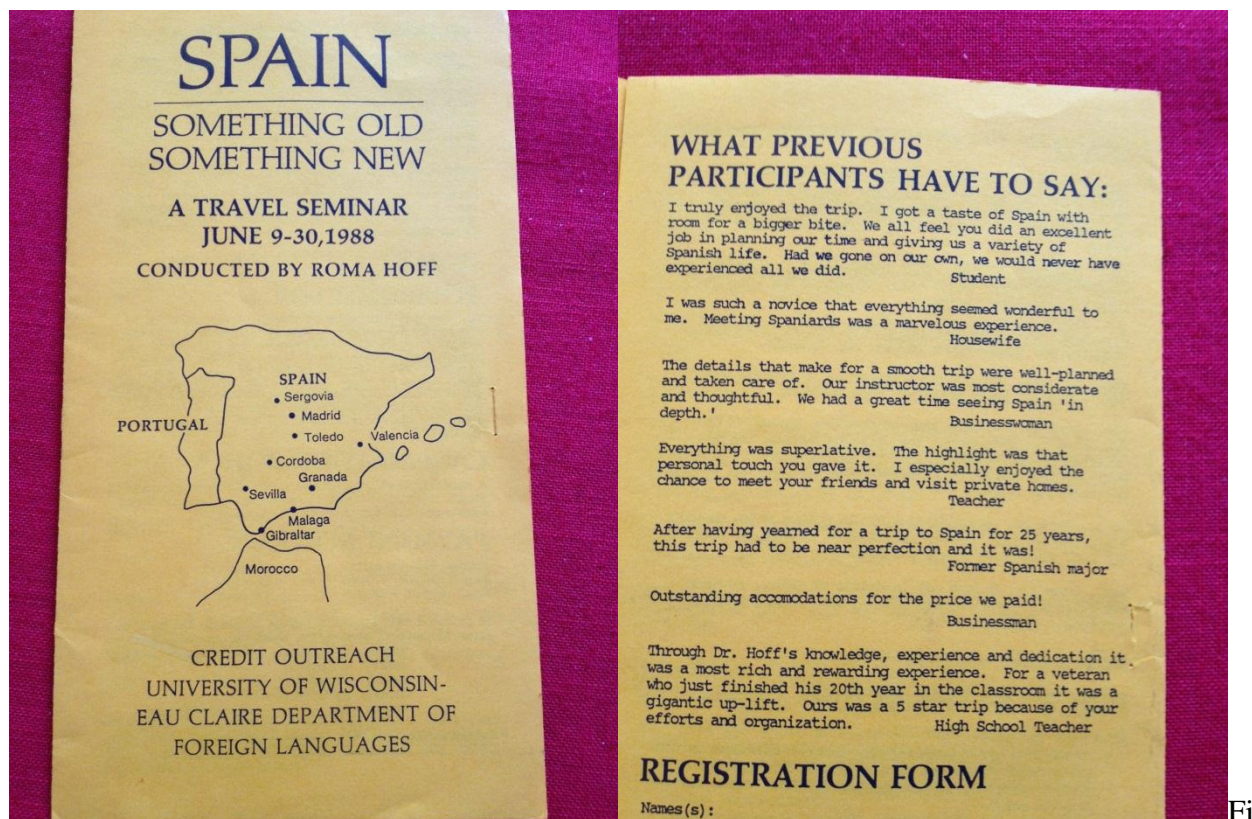 SPAIN
SOMETHING OLD
SOMETHING NEW
A TRAVEL SEMINAR
JUNE 9-30,1988
CONDUCTED BY ROMA HOFF
SPAIN
Sergovia
Madrid
PORTUGAL
Toledo
Valencia
Cordoba
Granada
Sevilla
Malaga
Gibraltar
Morocco
CREDIT OUTREACH
UNIVERSITY OF WISCONSIN-
EAU CLAIRE DEPARTMENT OF
FOREIGN LANGUAGES
WHAT PREVIOUS
PARTICIPANTS HAVE TO SAY:
I truly enjoyed the trip. I got a taste of Spain with
room for a bigger bite. We all feel you did an excellent
job in planning our time and giving us a variety of
Spanish life. Had we gone on our own, we would never have
experienced all we did.
Student
I was such a novice that everything seemed wonderful to
me. Meeting Spaniards was a marvelous experience.
Housewife
The details that make for a smooth trip were well-planned
and taken care of. Our instructor was most considerate
and thoughtful. We had a great time seeing Spain 'in
depth.'
Businesswoman
Everything was superlative. The highlight was that
personal touch you gave it. I especially enjoyed the
chance to meet your friends and visit private homes.
Teacher
After having yearned for a trip to Spain for 25 years,
this trip had to be near perfection and it was!
Former Spanish major
Outstanding accomodations for the price we paid!
Businessman
Through Dr. Hoff's knowledge, experience and dedication it
was a most rich and rewarding experience. For a veteran
who just finished his 20th year in the classroom it was a
gigantic up-lift. Ours was a 5 star trip because of your
efforts and organization.
High School Teacher
REGISTRATION FORM
Names(s):
Fi